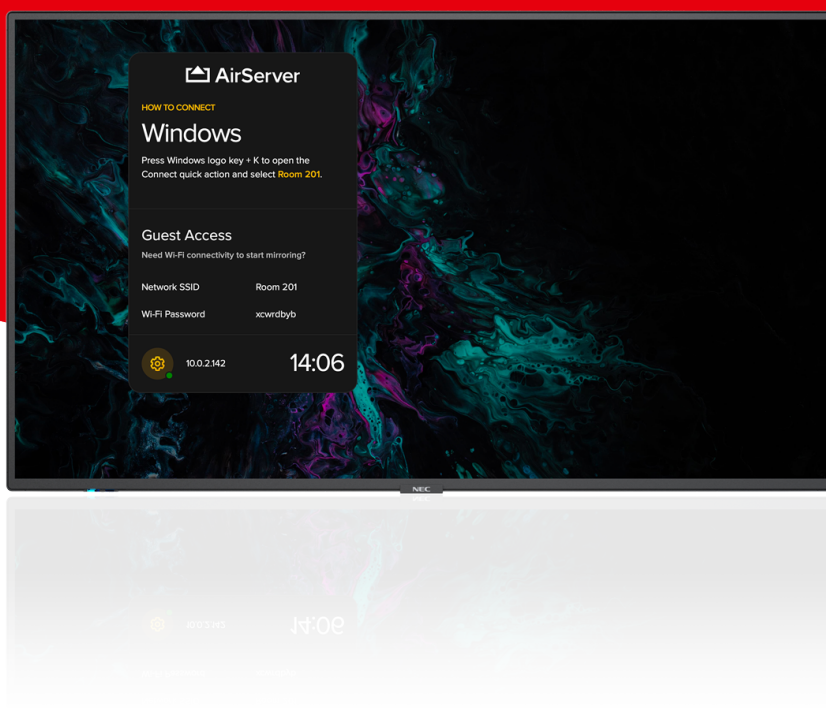 AirServer
HOW TO CONNECT
Windows
Press Windows logo key + K to open the
Connect quick action and select Room 201.
Guest Access
Need Wi-Fi connectivity to start mirroring?
Network SSID Room 201
Wi-Fi Password xcwrdbyb
10.0.2.142 14:06
NEC